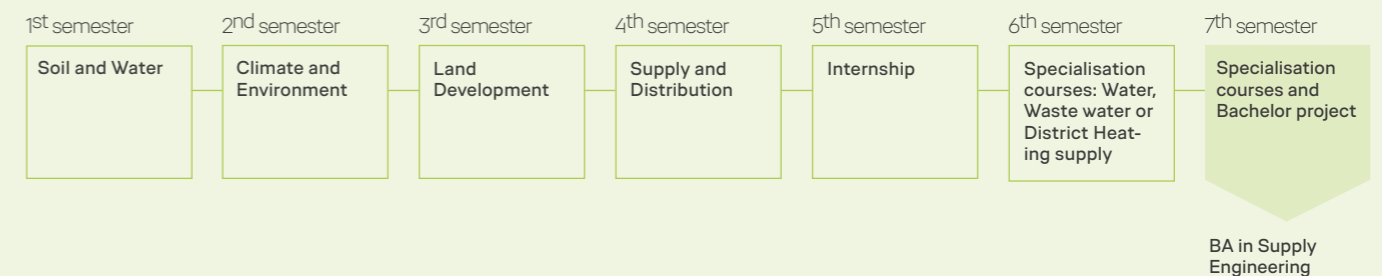 1st semester
2nd semester
3rd semester
4th semester
5th semester
6th semester
7th semester
Soil and Water
Climate and
Environment
Land
Development
Supply and
Distribution
Internship
Specialisation
courses: Water,
Waste water or
District Heat-
ing supply
Specialisation
courses and
Bachelor project
BA in Supply
Engineering